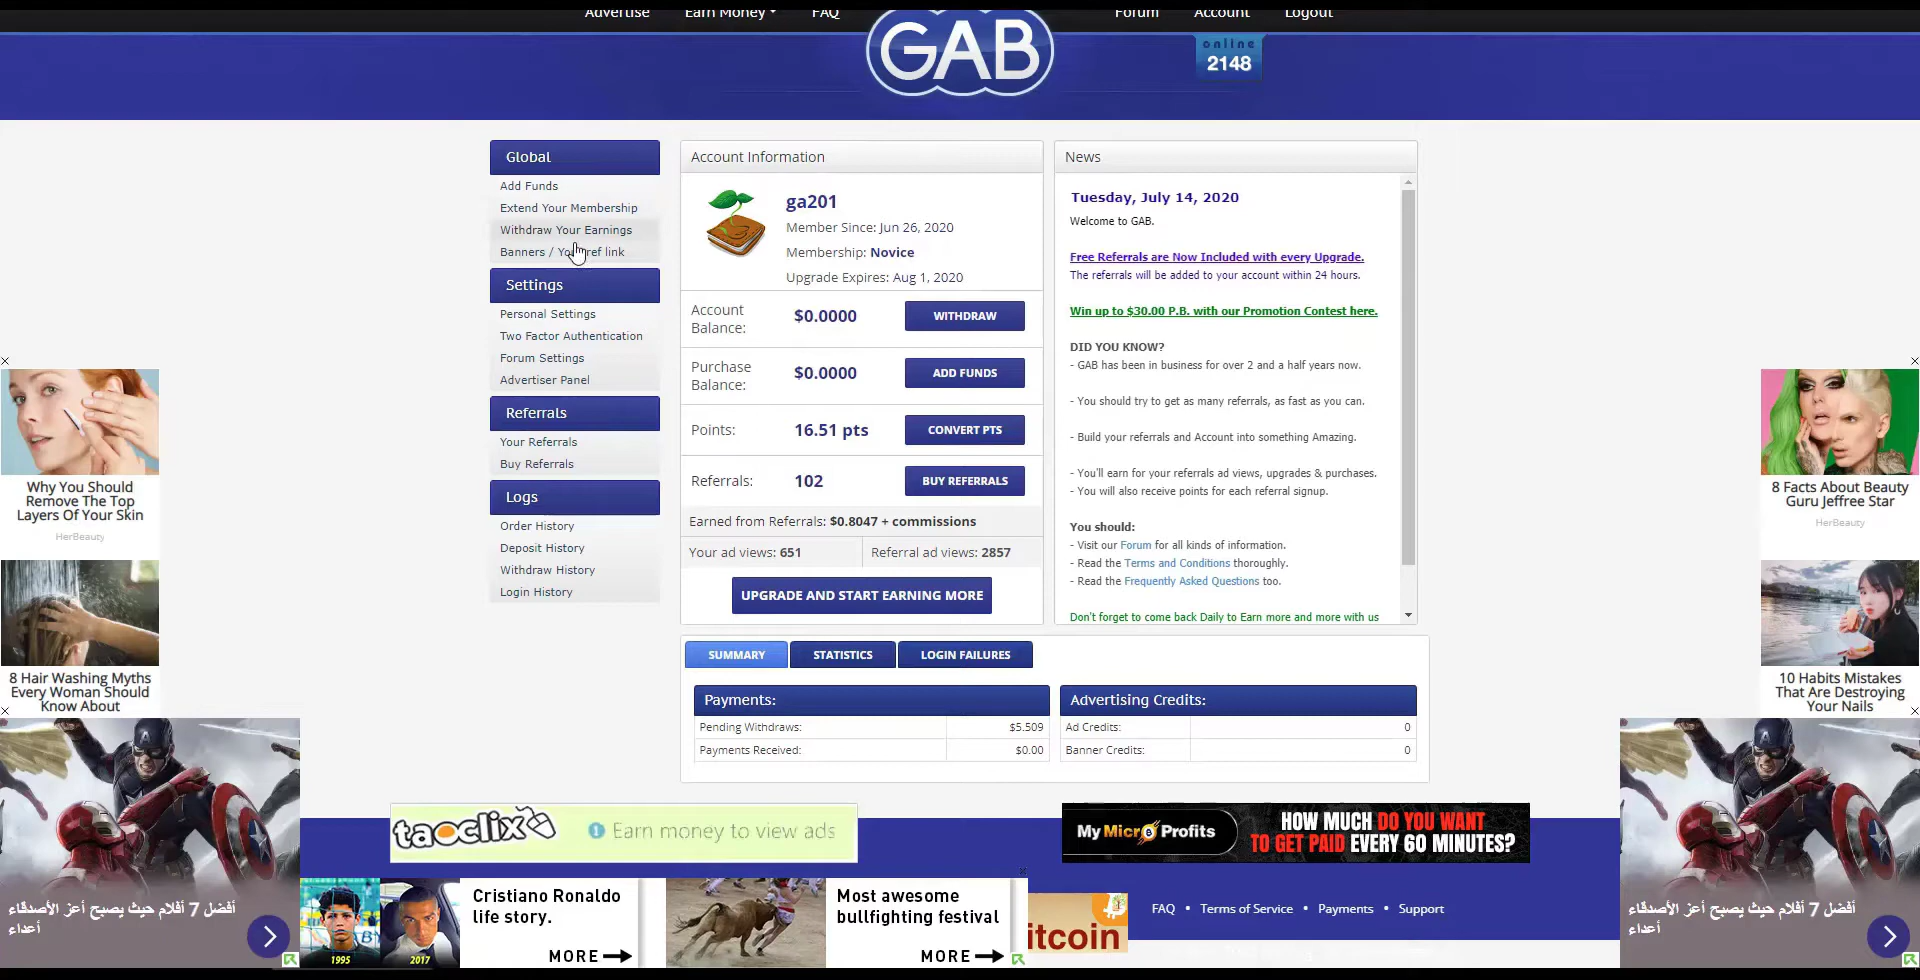 Advertise
Earn Money
FAQ
GAB
Forum
Account
Logout
online
2148
Global
Add Funds
Extend Your Membership
Withdraw Your Earnings
Banners / ref link
Settings
Personal Settings
Two Factor Authentication
Forum Settings
Advertiser Panel
Referrals
Your Referrals
Buy Referrals
Logs
Order History
Deposit History
Withdraw History
Login History
Account Information
ga201
Member Since: Jun 26, 2020
Membership: Novice
Upgrade Expires: Aug 1, 2020
Account
Balance:
$0.0000
WITHDRAW
Purchase
Balance:
$0.0000
ADD FUNDS
Points:
16.51 pts
CONVERT PTS
Referrals:
102
BUY REFERRALS
Earned from Referrals: $0.8047 + commissions
Your ad views: 651
Referral ad views: 2857
UPGRADE AND START EARNING MORE
News
Tuesday, July 14, 2020
Welcome to GAB.
Free Referrals are Now Included with every Upgrade.
The referrals will be added to your account within 24 hours.
Win up to $30.00 P.B. with our Promotion Contest here.
DID YOU KNOW?
- GAB has been in business for over 2 and a half years now.
- You should try to get as many referrals, as fast as you can.
- Build your referrals and Account into something Amazing.
- You'll earn for your referrals ad views, upgrades & purchases.
- You will also receive points for each referral signup.
You should:
- Visit our Forum for all kinds of information.
- Read the Terms and Conditions thoroughly.
- Read the Frequently Asked Questions too.
Don't forget to come back Daily to Earn more and more with us
SUMMARY
STATISTICS
LOGIN FAILURES
Payments:
Pending Withdraws: $5.509
Payments Received: $0.00
Advertising Credits:
Ad Credits: 0
Banner Credits: 0
Why You Should
Remove The Top
Layers Of Your Skin
HerBeauty
8 Hair Washing Myths
Every Woman Should
Know About
أفضل 7 أفلام حيث يصبح أعز الأصدقاء
أعداء
8 Facts About Beauty
Guru Jeffree Star
HerBeauty
10 Habits Mistakes
That Are Destroying
Your Nails
أفضل 7 أفلام حيث يصبح أعز الأصدقاء
أعداء
taoclix
Earn money to view ads
My Micro Profits
HOW MUCH DO YOU WANT
TO GET PAID EVERY 60 MINUTES?
1995
2017
Cristiano Ronaldo
life story.
MORE
Most awesome
bullfighting festival
MORE
itcoin
FAQ • Terms of Service • Payments • Support